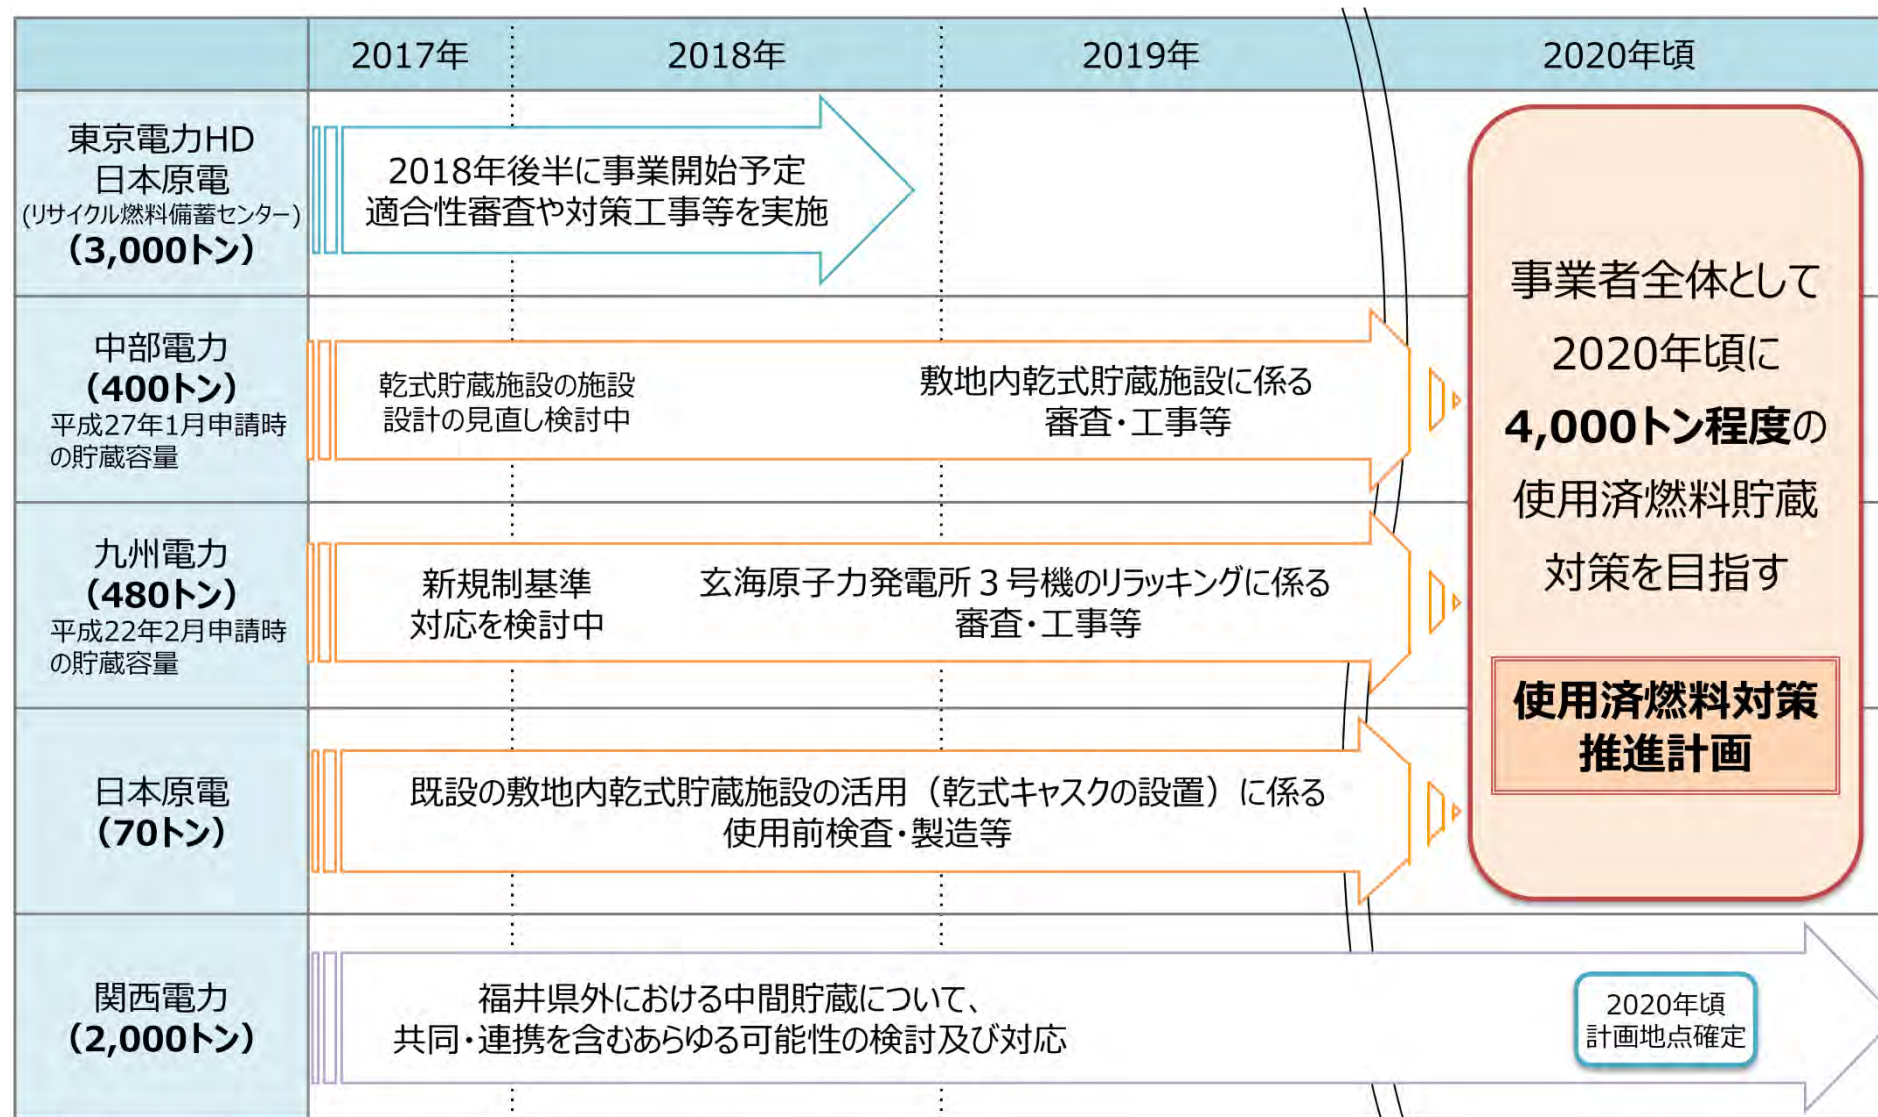 2017年
2018年
2019年
2020年頃
東京電力HD
日本原電
(リサイクル燃料備蓄センター)
(3,000トン)
2018年後半に事業開始予定
適合性審査や対策工事等を実施
中部電力
(400トン)
平成27年1月申請時
の貯蔵容量
乾式貯蔵施設の施設
設計の見直し検討中
敷地内乾式貯蔵施設に係る
審査・工事等
九州電力
(480トン)
平成22年2月申請時
の貯蔵容量
新規制基準
対応を検討中
玄海原子力発電所3号機のリラッキングに係る
審査・工事等
日本原電
(70トン)
既設の敷地内乾式貯蔵施設の活用(乾式キャスクの設置)に係る
使用前検査・製造等
関西電力
(2,000トン)
福井県外における中間貯蔵について、
共同・連携を含むあらゆる可能性の検討及び対応
2020年頃
計画地点確定
事業者全体として
2020年頃に
4,000トン程度の
使用済燃料貯蔵
対策を目指す
使用済燃料対策
推進計画